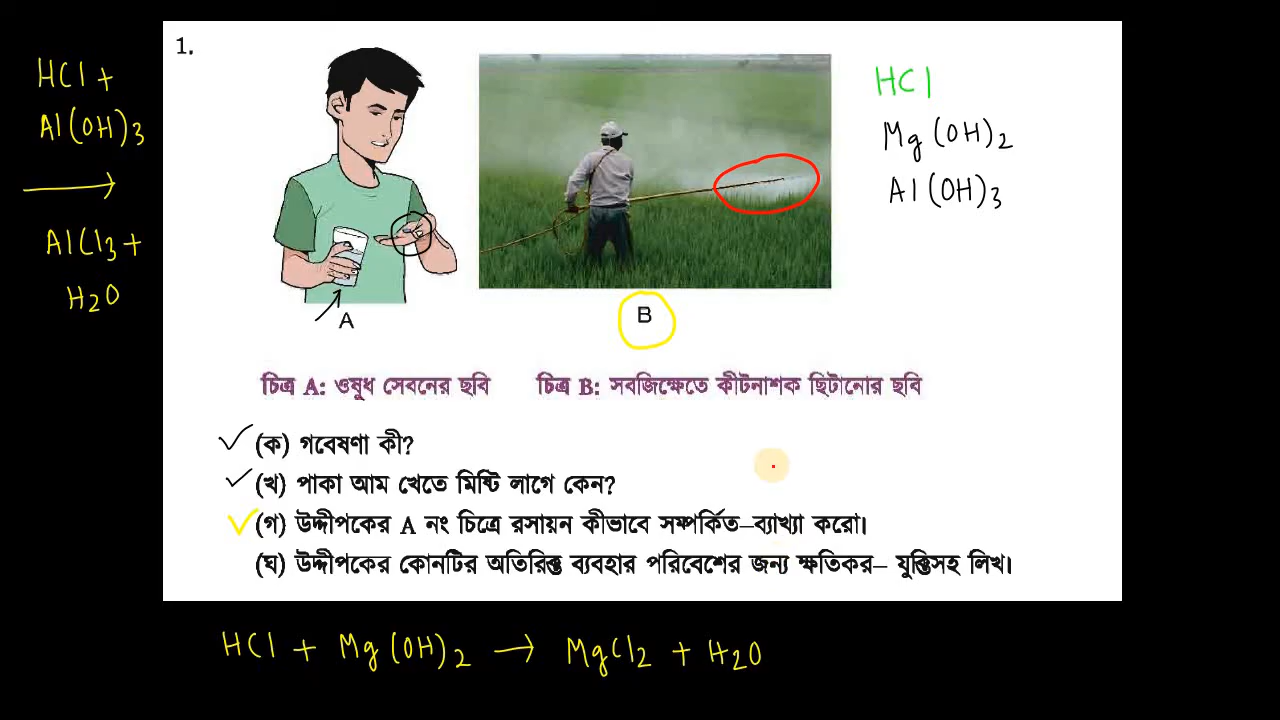 1.
HCl +
Al(OH)3
→
AlCl3 +
H2O
HCl
Mg(OH)2
Al(OH)3
A
B
চিত্র A: ওষুধ সেবনের ছবি চিত্র B: সবজিক্ষেতে কীটনাশক ছিটানোর ছবি
(ক) গবেষণা কী?
(খ) পাকা আম খেতে মিষ্টি লাগে কেন?
(গ) উদ্দীপকের A নং চিত্রে রসায়ন কীভাবে সম্পর্কিত–ব্যাখ্যা করো।
(ঘ) উদ্দীপকের কোনটির অতিরিক্ত ব্যবহার পরিবেশের জন্য ক্ষতিকর– যুক্তিসহ লিখ।
HCl + Mg(OH)2 → MgCl2 + H2O